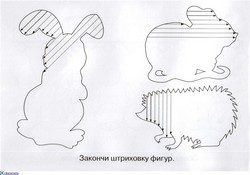 Закончи штриховку фигур.